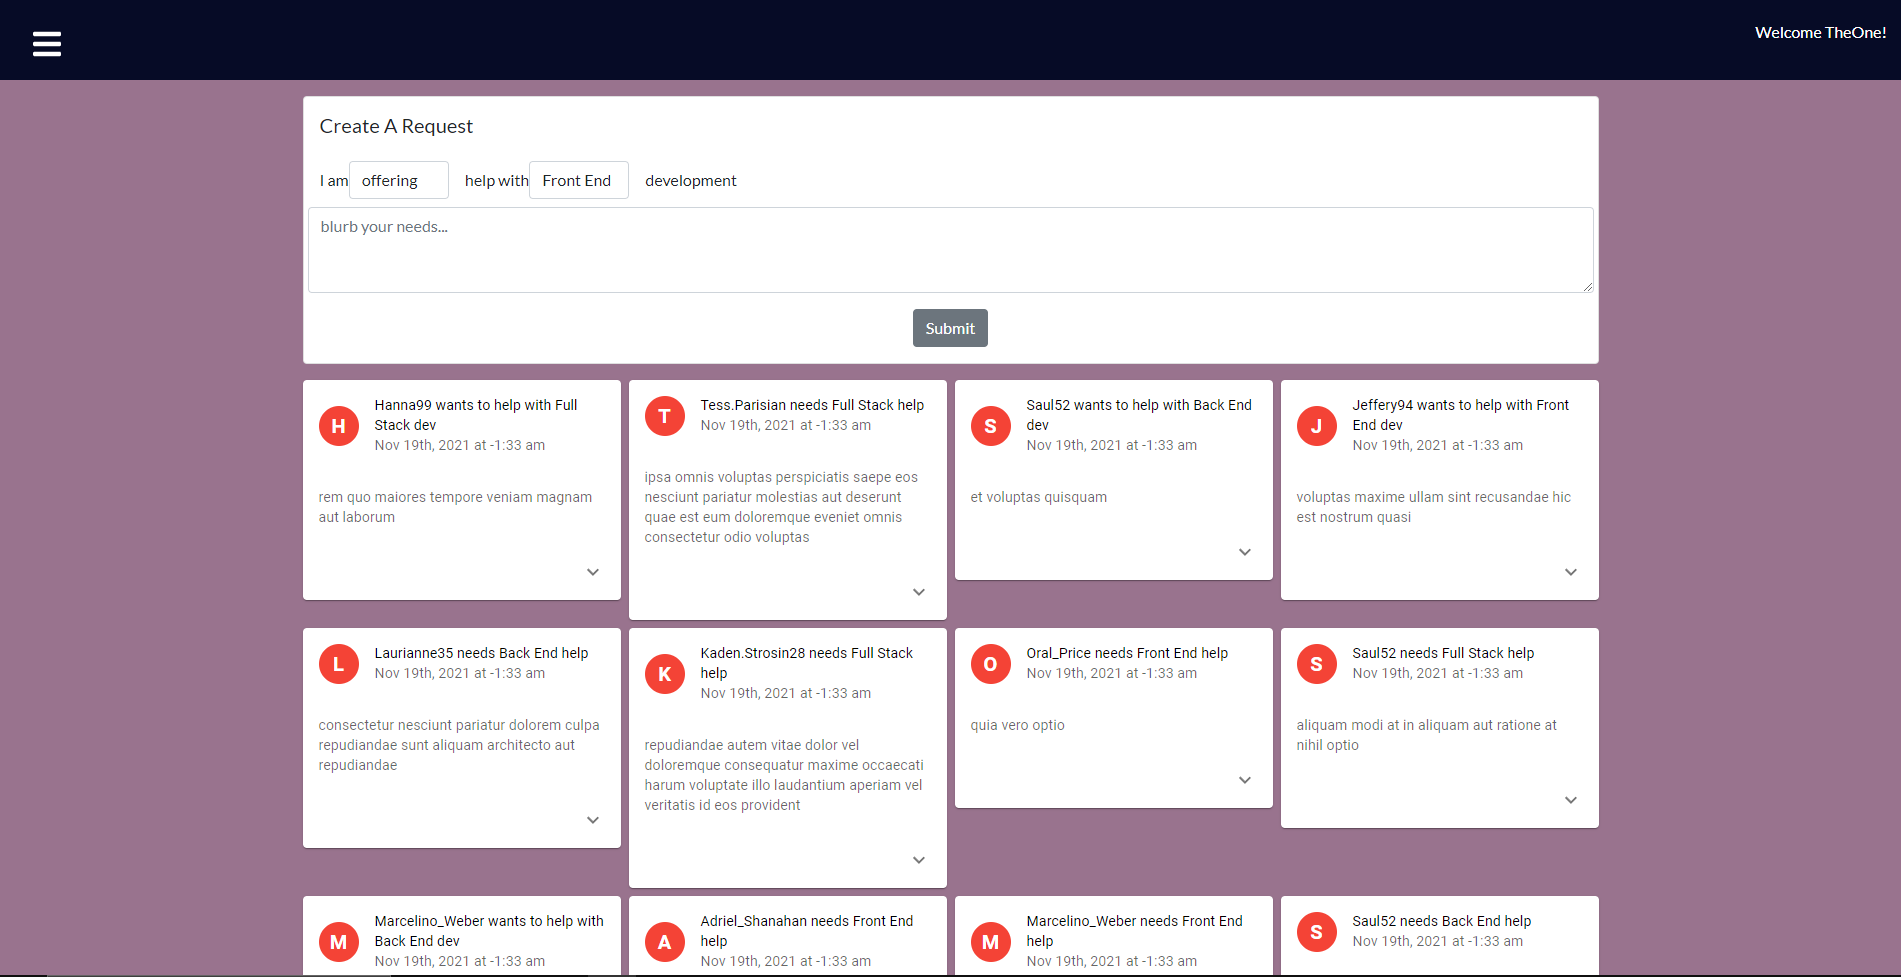 Welcome TheOne!
Create A Request
I am offering help with Front End development
blurb your needs...
Submit
H
Hanna99 wants to help with Full
Stack dev
Nov 19th, 2021 at -1:33 am
rem quo maiores tempore veniam magnam
aut laborum
T
Tess.Parisian needs Full Stack help
Nov 19th, 2021 at -1:33 am
ipsa omnis voluptas perspiciatis saepe eos
nesciunt pariatur molestias aut deserunt
quae est eum doloremque eveniet omnis
consectetur odio voluptas
S
Saul52 wants to help with Back End
dev
Nov 19th, 2021 at -1:33 am
et voluptas quisquam
J
Jeffery94 wants to help with Front
End dev
Nov 19th, 2021 at -1:33 am
voluptas maxime ullam sint recusandae hic
est nostrum quasi
L
Laurianne35 needs Back End help
Nov 19th, 2021 at -1:33 am
consectetur nesciunt pariatur dolorem culpa
repudiandae sunt aliquam architecto aut
repudiandae
K
Kaden.Strosin28 needs Full Stack
help
Nov 19th, 2021 at -1:33 am
repudiandae autem vitae dolor vel
doloremque consequatur maxime occaecati
harum voluptate illo laudantium aperiam vel
veritatis id eos provident
O
Oral_Price needs Front End help
Nov 19th, 2021 at -1:33 am
quia vero optio
S
Saul52 needs Full Stack help
Nov 19th, 2021 at -1:33 am
aliquam modi at in aliquam aut ratione at
nihil optio
M
Marcelino_Weber wants to help with
Back End dev
Nov 19th, 2021 at -1:33 am
A
Adriel_Shanahan needs Front End
help
Nov 19th, 2021 at -1:33 am
M
Marcelino_Weber needs Front End
help
Nov 19th, 2021 at -1:33 am
S
Saul52 needs Back End help
Nov 19th, 2021 at -1:33 am